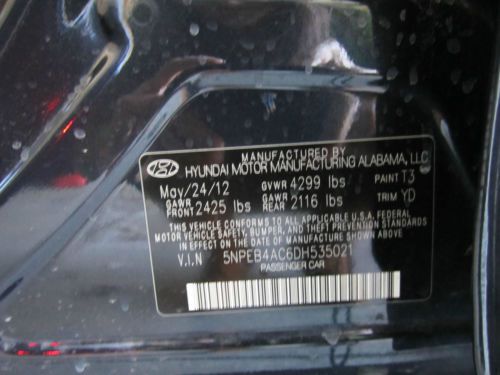 MANUFACTURED BY
HYUNDAI MOTOR MANUFACTURING ALABAMA, LLC
May/24/12 GVWR 4299 lbs PAINT T3
GAWR FRONT 2425 lbs GAWR REAR 2116 lbs TRIM YD
THIS VEHICLE CONFORMS TO ALL APPLICABLE U.S.A. FEDERAL
MOTOR VEHICLE SAFETY, BUMPER, AND THEFT PREVENTION STANDARDS
IN EFFECT ON THE DATE OF MANUFACTURE SHOWN ABOVE.
V.I.N 5NPEB4AC6DH535021
PASSENGER CAR